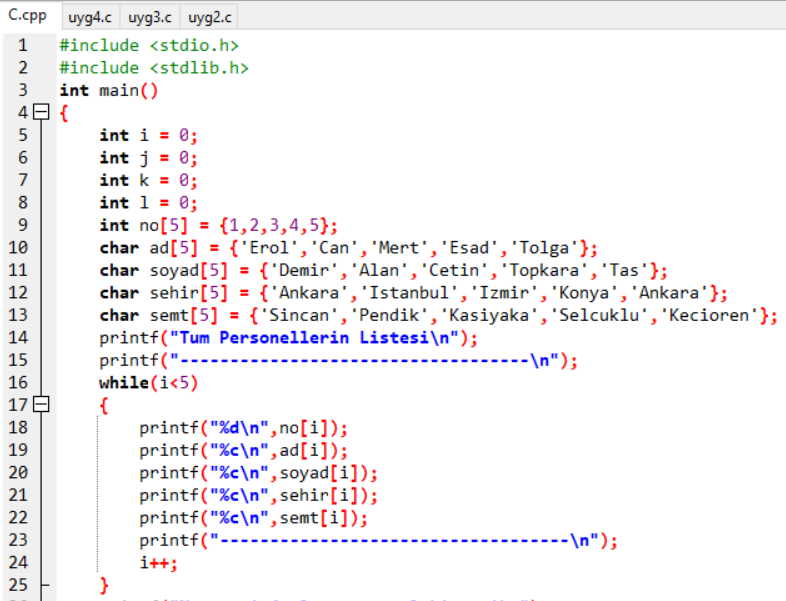 C.cpp uyg4.c uyg3.c uyg2.c
1 #include <stdio.h>
2 #include <stdlib.h>
3 int main()
4 {
5 int i = 0;
6 int j = 0;
7 int k = 0;
8 int l = 0;
9 int no[5] = {1,2,3,4,5};
10 char ad[5] = {'Erol','Can','Mert','Esad','Tolga'};
11 char soyad[5] = {'Demir','Alan','Cetin','Topkara','Tas'};
12 char sehir[5] = {'Ankara','Istanbul','Izmir','Konya','Ankara'};
13 char semt[5] = {'Sincan','Pendik','Kasiyaka','Selcuklu','Kecioren'};
14 printf("Tum Personellerin Listesi\n");
15 printf("-----------------------------------\n");
16 while(i<5)
17 {
18 printf("%d\n",no[i]);
19 printf("%c\n",ad[i]);
20 printf("%c\n",soyad[i]);
21 printf("%c\n",sehir[i]);
22 printf("%c\n",semt[i]);
23 printf("-----------------------------------\n");
24 i++;
25 }